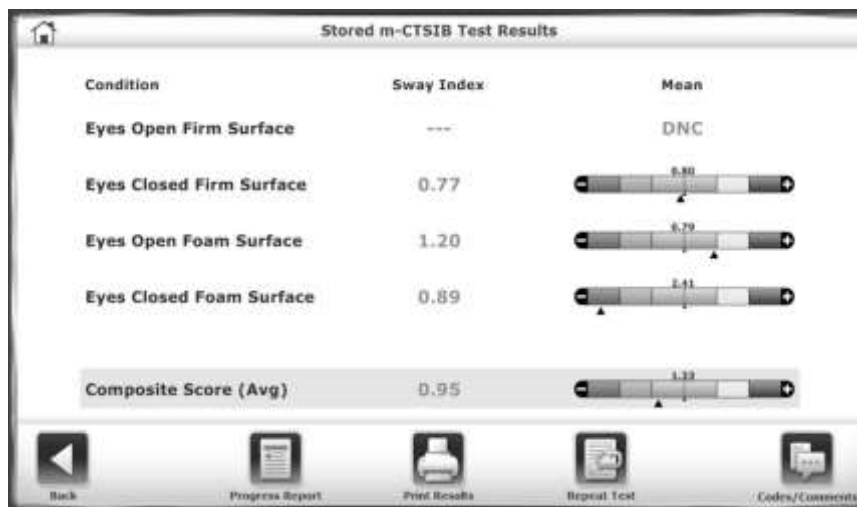 Stored m-CTSIB Test Results
Condition Sway Index Mean
Eyes Open Firm Surface --- DNC
0.80
Eyes Closed Firm Surface 0.77
0.79
Eyes Open Foam Surface 1.20
2.41
Eyes Closed Foam Surface 0.89
Composite Score (Avg) 0.95
Back Progress Report Print Results Repeat Test Codes/Comments